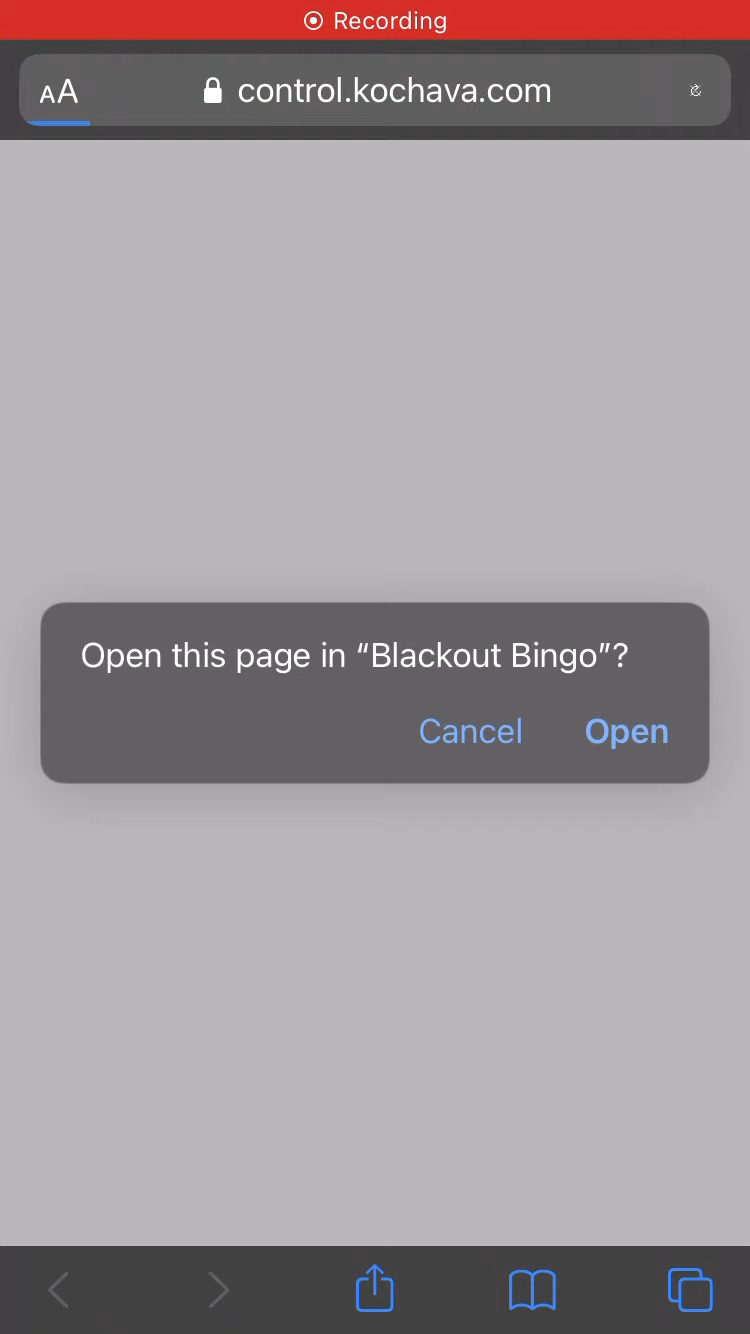 Recording
AA control.kochava.com
Open this page in “Blackout Bingo”?
Cancel Open